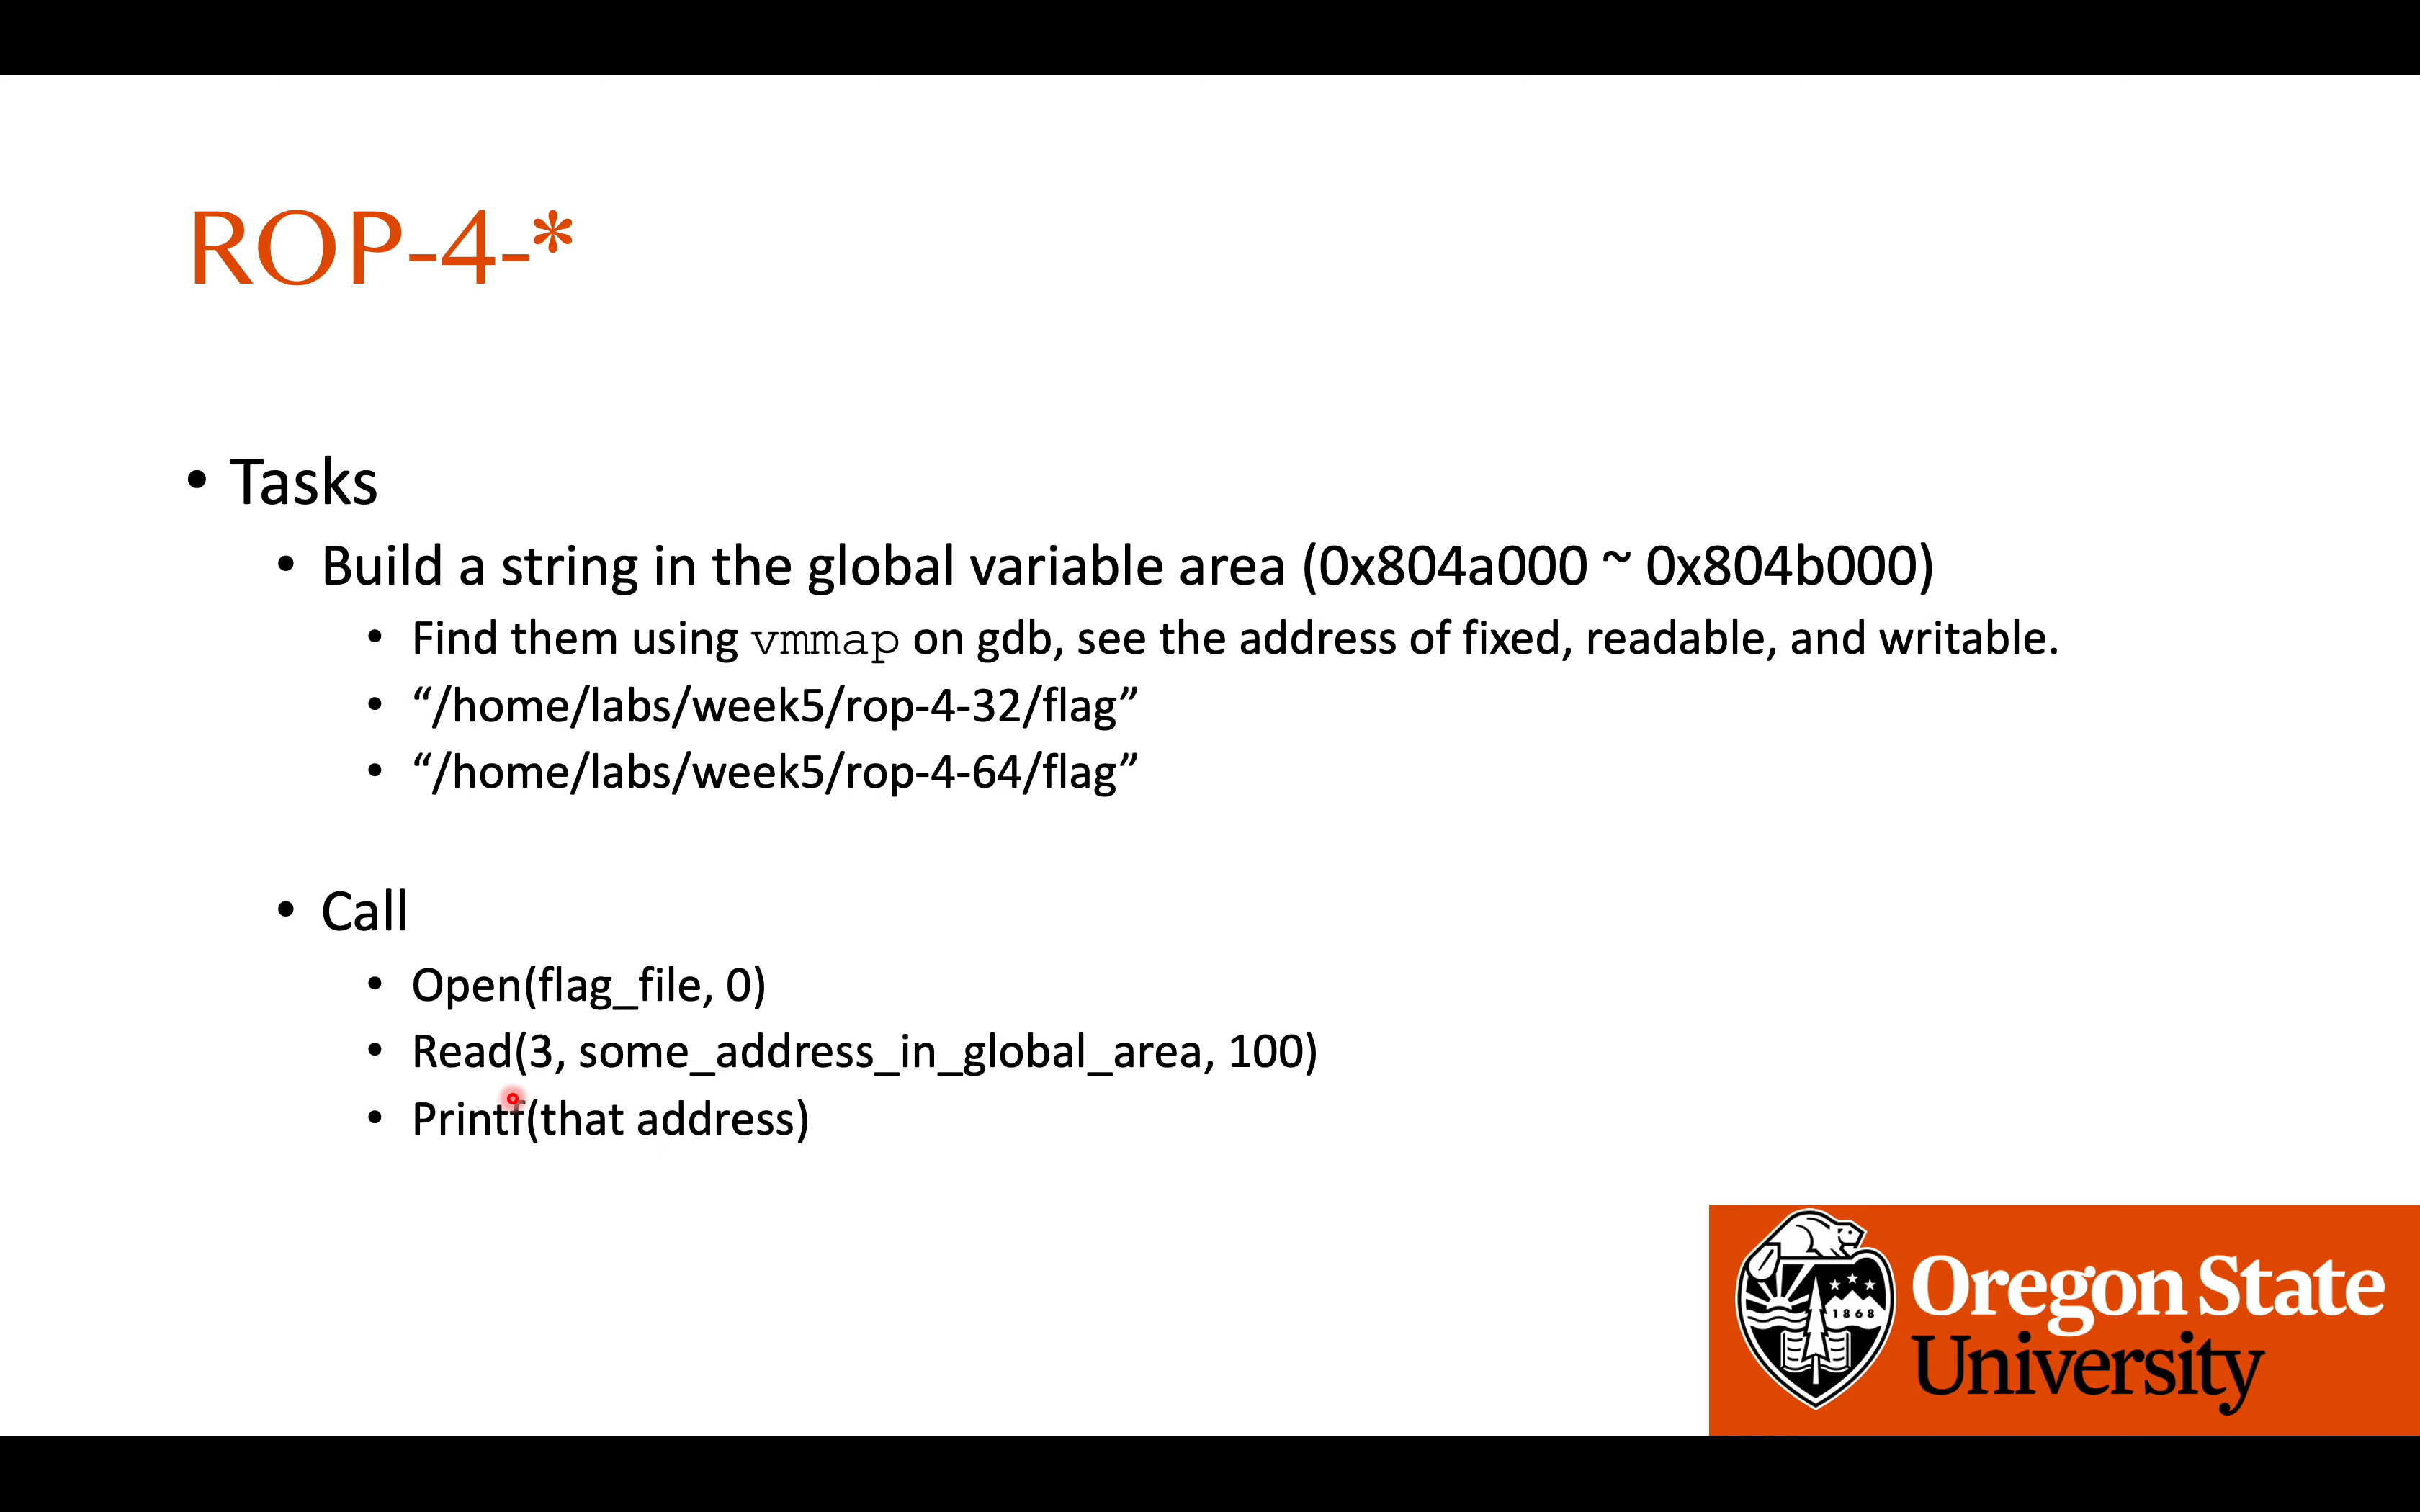 ROP-4-*
• Tasks
• Build a string in the global variable area (0x804a000 ~ 0x804b000)
• Find them using vmmap on gdb, see the address of fixed, readable, and writable.
• “/home/labs/week5/rop-4-32/flag”
• “/home/labs/week5/rop-4-64/flag”
• Call
• Open(flag_file, 0)
• Read(3, some_address_in_global_area, 100)
• Printf(that address)
1868
Oregon State
University